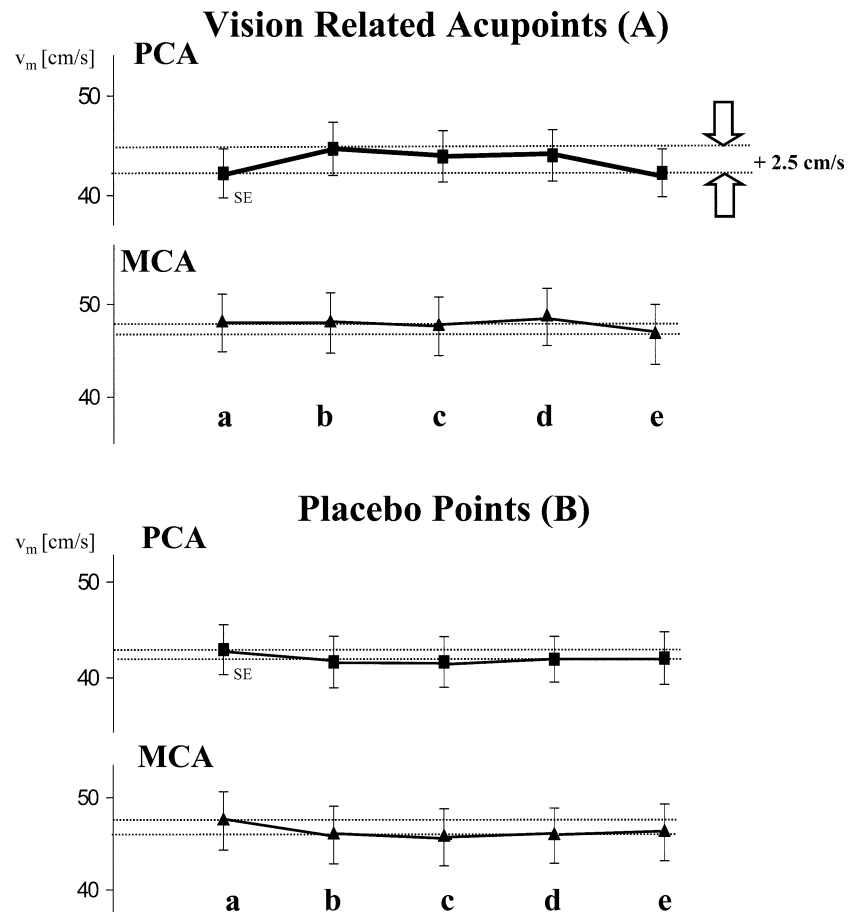 Vision Related Acupoints (A)
vm [cm/s]
PCA
50
+ 2.5 cm/s
40
SE
MCA
50
40
a b c d e
Placebo Points (B)
vm [cm/s]
PCA
50
40
SE
MCA
50
40
a b c d e